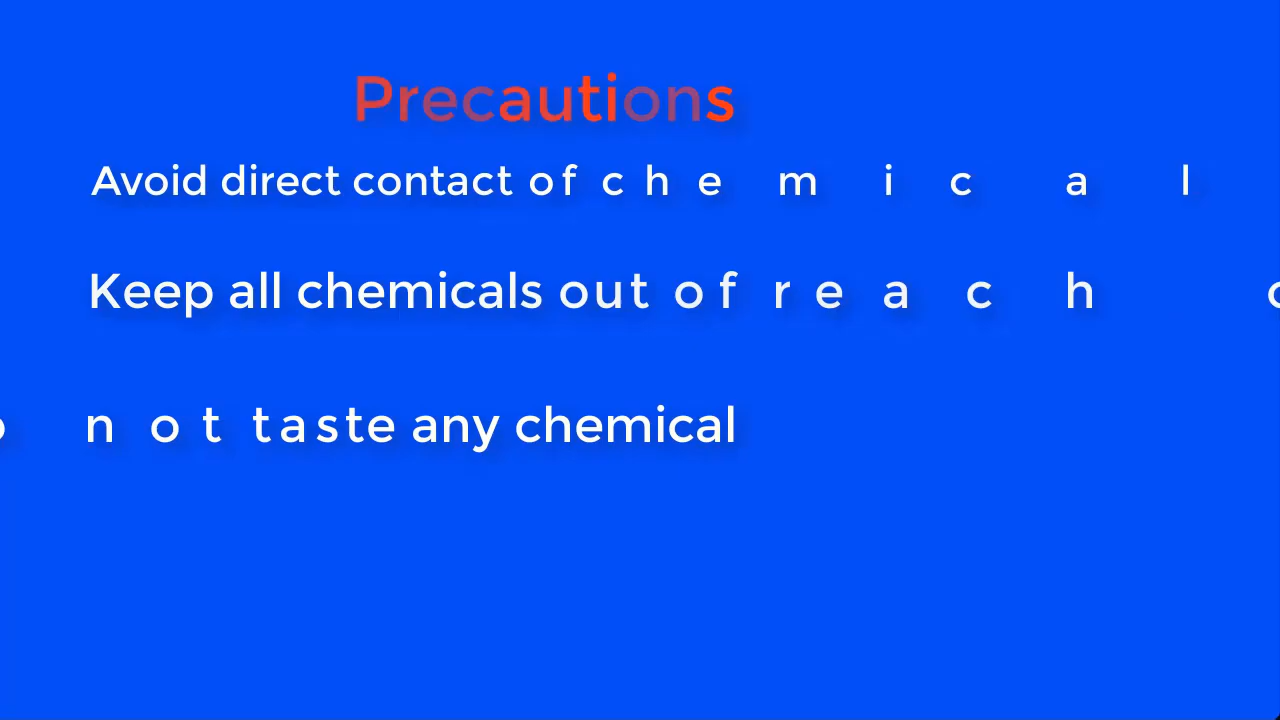 Precautions
Avoid direct contact of chemical
Keep all chemicals out of reach
not taste any chemical